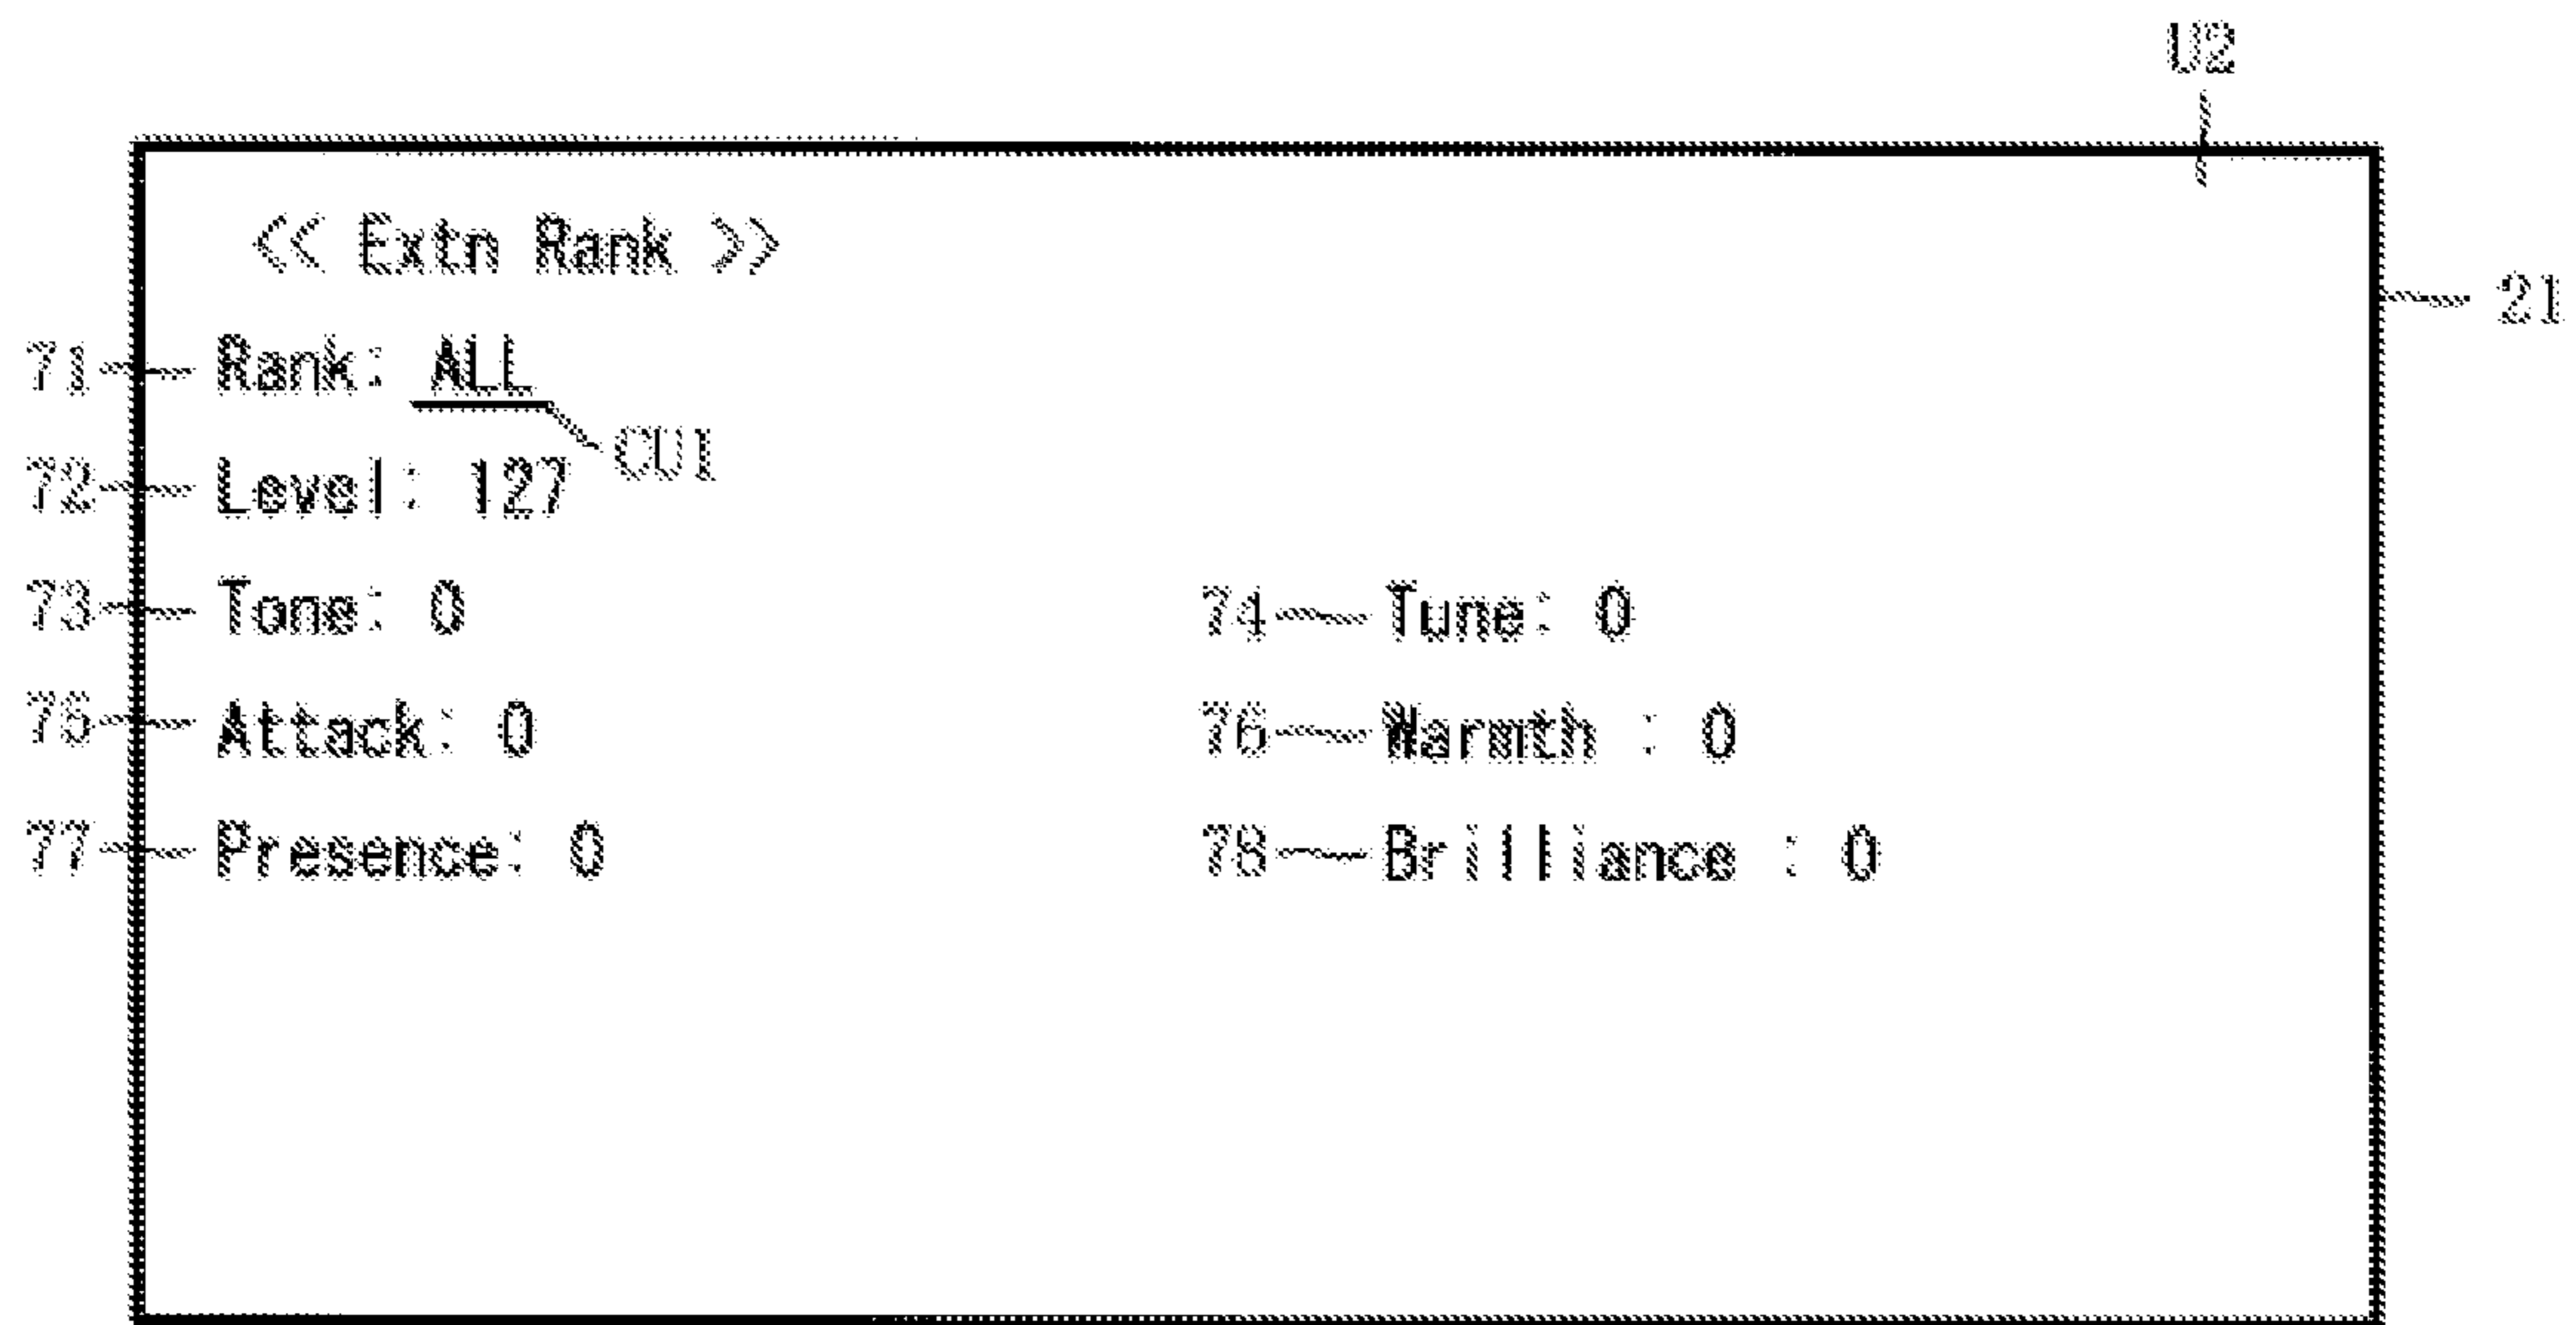 U2
<< Extn Rank >>
21
71 Rank: ALL
CU1
72 Level: 127
73 Tone: 0 74 Tune: 0
75 Attack: 0 76 Warmth : 0
77 Presence: 0 78 Brilliance : 0